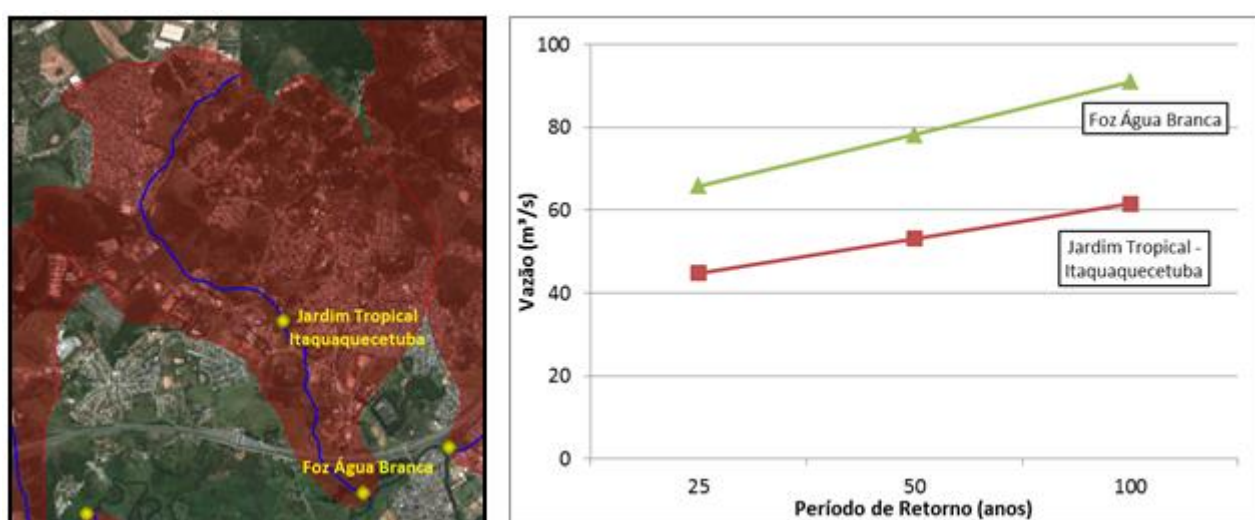 Jardim Tropical
Itaquaquecetuba
Foz Água Branca
100
80
60
40
20
0
Vazão (m³/s)
Foz Água Branca
Jardim Tropical -
Itaquaquecetuba
25
50
100
Período de Retorno (anos)